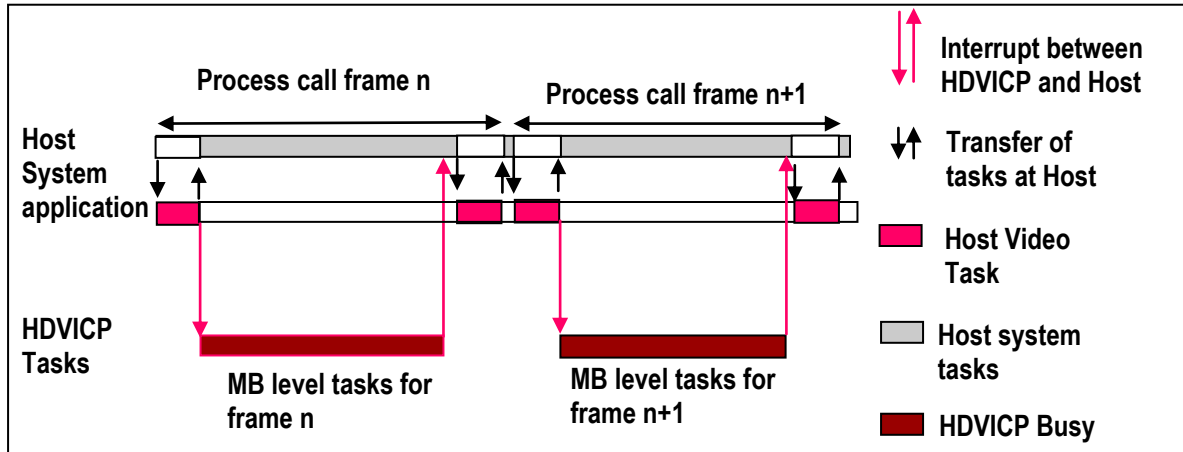 Process call frame n
Process call frame n+1
Host
System
application
HDVICP
Tasks
MB level tasks for
frame n
MB level tasks for
frame n+1
Interrupt between
HDVICP and Host
Transfer of
tasks at Host
Host Video
Task
Host system
tasks
HDVICP Busy